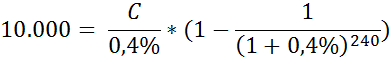 10.000 = C/0,4% * (1 − 1/(1 + 0,4%)²⁴⁰)